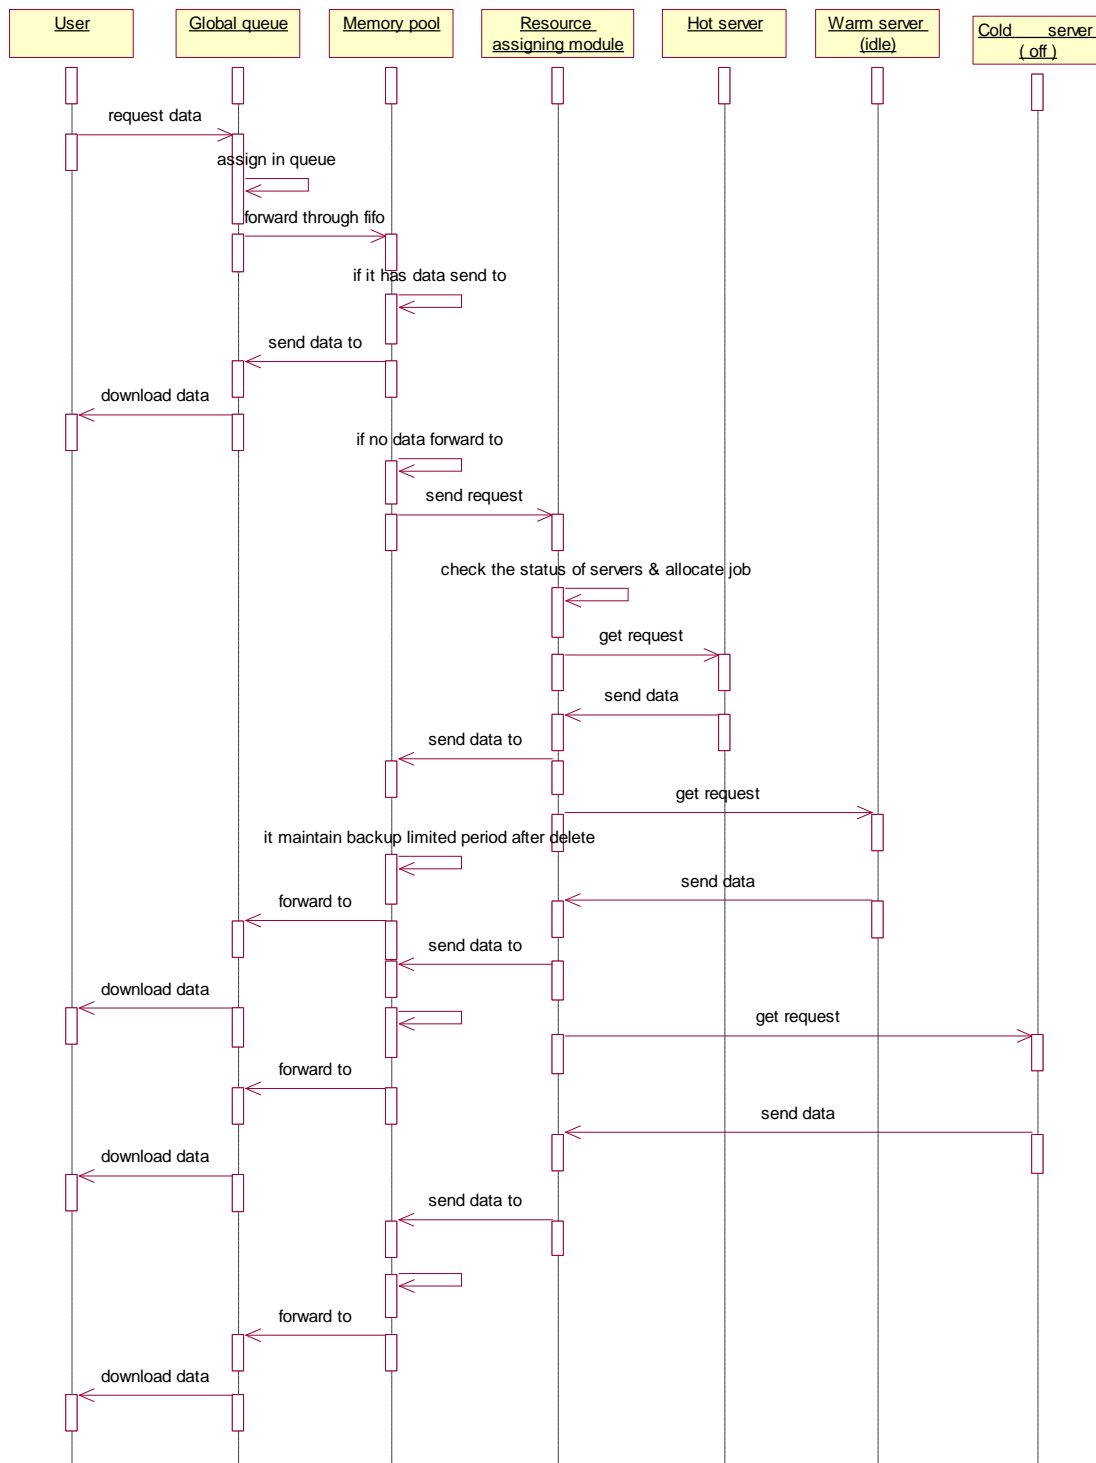 User
Global queue
Memory pool
Resource
assigning module
Hot server
Warm server
(idle)
Cold server
( off )
request data
assign in queue
forward through fifo
if it has data send to
send data to
download data
if no data forward to
send request
check the status of servers & allocate job
get request
send data
send data to
get request
it maintain backup limited period after delete
send data
forward to
send data to
download data
get request
forward to
send data
download data
send data to
forward to
download data